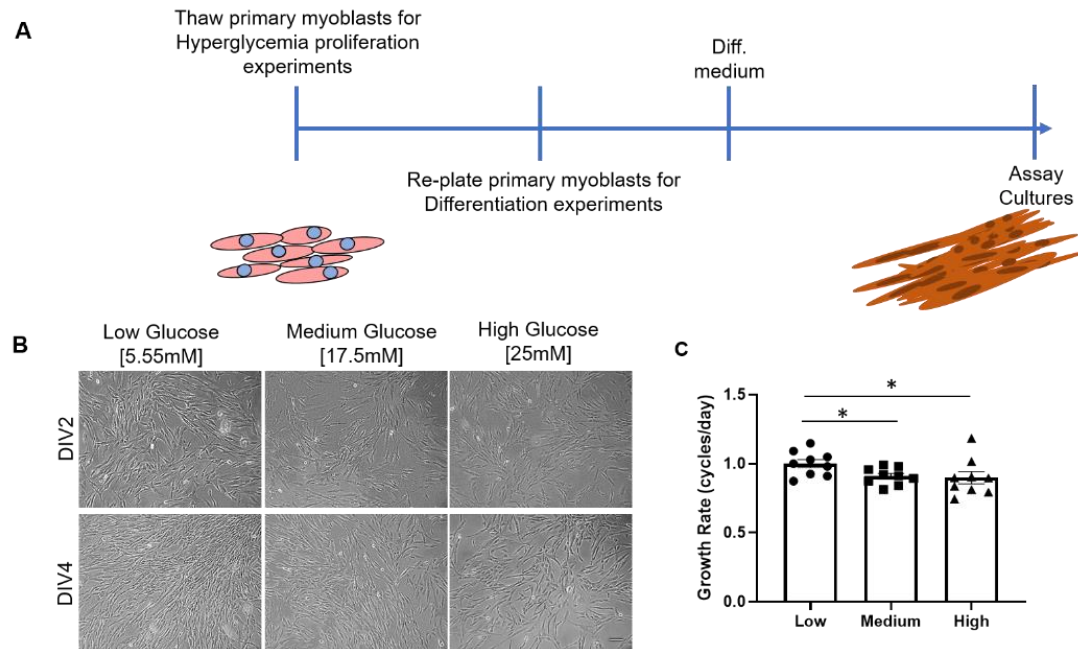 A
Thaw primary myoblasts for
Hyperglycemia proliferation
experiments
Diff.
medium
Re-plate primary myoblasts for
Differentiation experiments
Assay
Cultures
B
Low Glucose
[5.55mM]
Medium Glucose
[17.5mM]
High Glucose
[25mM]
DIV2
DIV4
C
Growth Rate (cycles/day)
1.5
1.0
0.5
0.0
*
*
Low
Medium
High